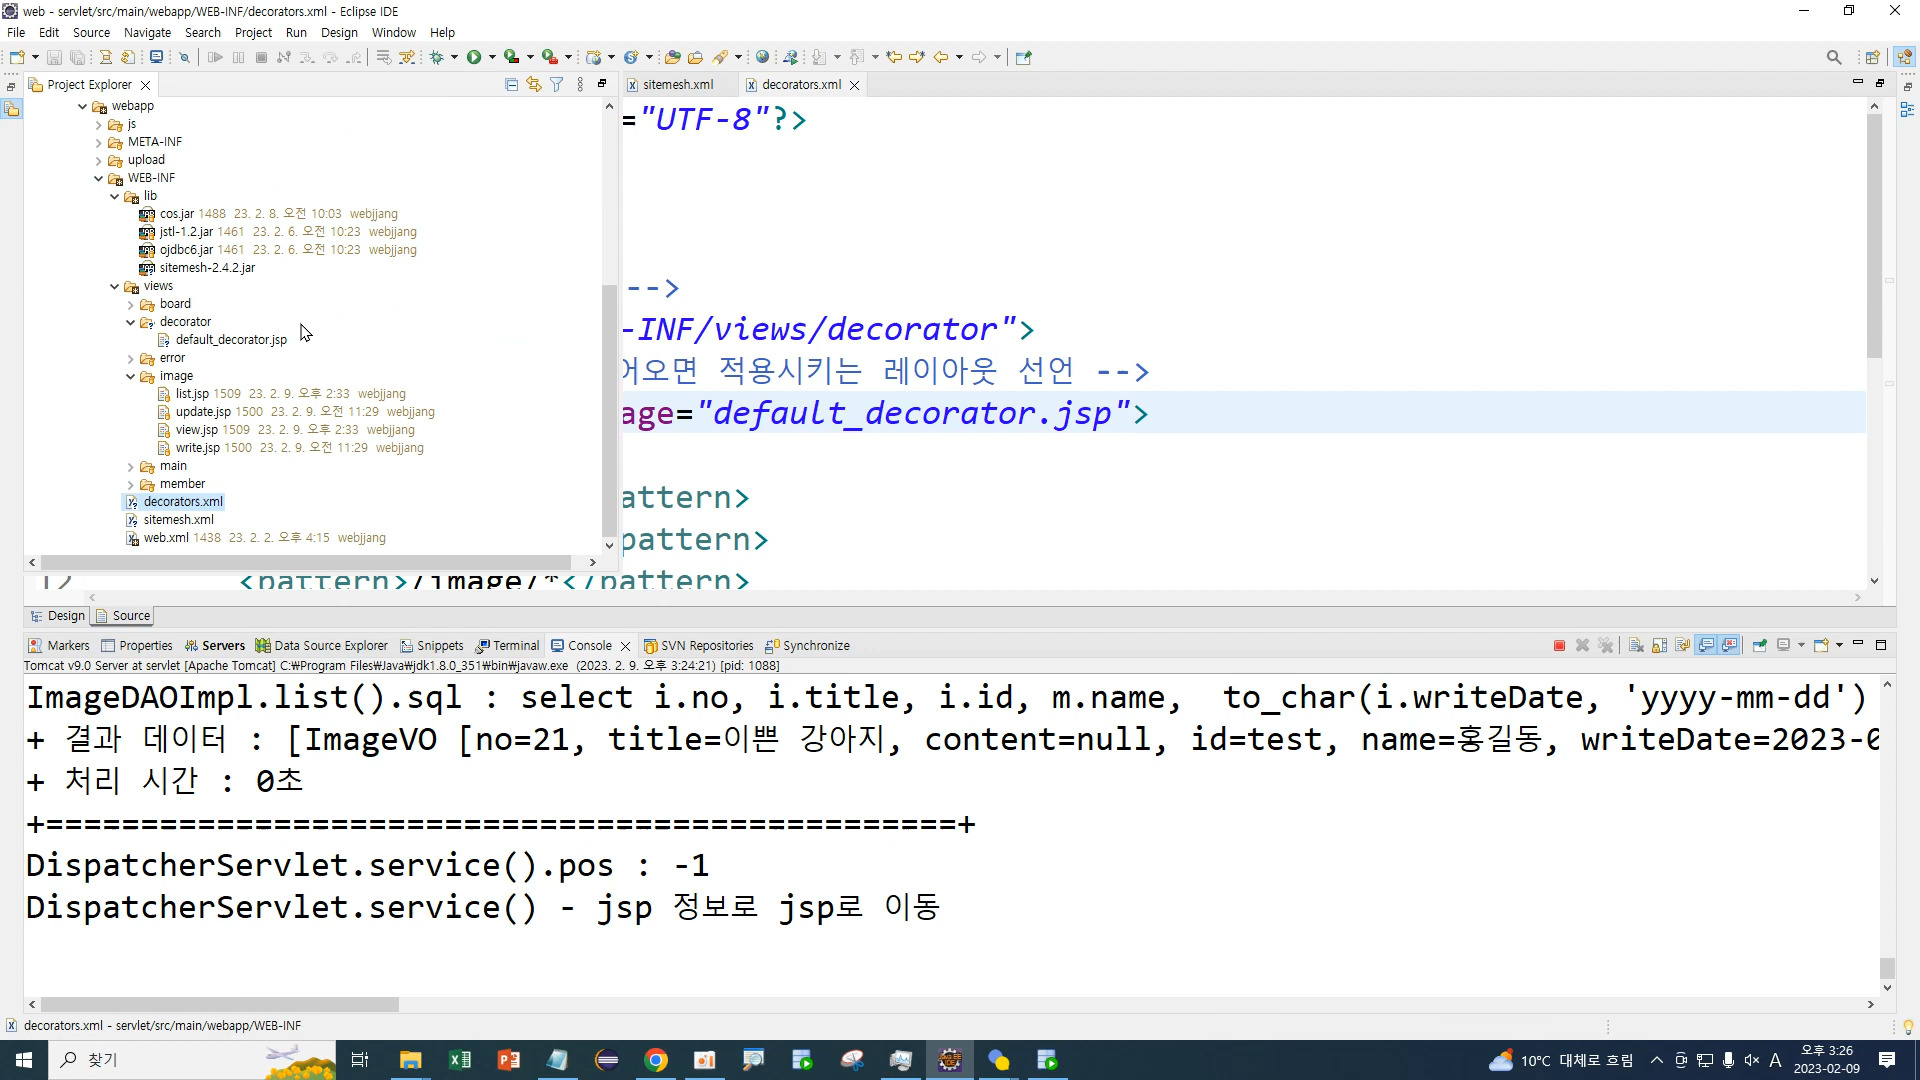 web - servlet/src/main/webapp/WEB-INF/decorators.xml - Eclipse IDE
File Edit Source Navigate Search Project Run Design Window Help
Project Explorer
webapp
js
META-INF
upload
WEB-INF
lib
cos.jar 1488 23. 2. 8. 오전 10:03 webjjang
jstl-1.2.jar 1461 23. 2. 6. 오전 10:23 webjjang
ojdbc6.jar 1461 23. 2. 6. 오전 10:23 webjjang
sitemesh-2.4.2.jar
views
board
decorator
default_decorator.jsp
error
image
list.jsp 1509 23. 2. 9. 오후 2:33 webjjang
update.jsp 1500 23. 2. 9. 오전 11:29 webjjang
view.jsp 1509 23. 2. 9. 오후 2:33 webjjang
write.jsp 1500 23. 2. 9. 오전 11:29 webjjang
main
member
decorators.xml
sitemesh.xml
web.xml 1438 23. 2. 2. 오후 4:15 webjjang
sitemesh.xml decorators.xml
="UTF-8"?>
-->
-INF/views/decorator">
어오면 적용시키는 레이아웃 선언 -->
age="default_decorator.jsp">
attern>
pattern>
12 <pattern>/image/*</pattern>
Design Source
Markers Properties Servers Data Source Explorer Snippets Terminal Console SVN Repositories Synchronize
Tomcat v9.0 Server at servlet [Apache Tomcat] C:₩Program Files₩Java₩jdk1.8.0_351₩bin₩javaw.exe (2023. 2. 9. 오후 3:24:21) [pid: 1088]
ImageDAOImpl.list().sql : select i.no, i.title, i.id, m.name, to_char(i.writeDate, 'yyyy-mm-dd')
+ 결과 데이터 : [ImageVO [no=21, title=이쁜 강아지, content=null, id=test, name=홍길동, writeDate=2023-0
+ 처리 시간 : 0초
+================================================+
DispatcherServlet.service().pos : -1
DispatcherServlet.service() - jsp 정보로 jsp로 이동
decorators.xml - servlet/src/main/webapp/WEB-INF
찾기
10°C 대체로 흐림
A
오후 3:26
2023-02-09